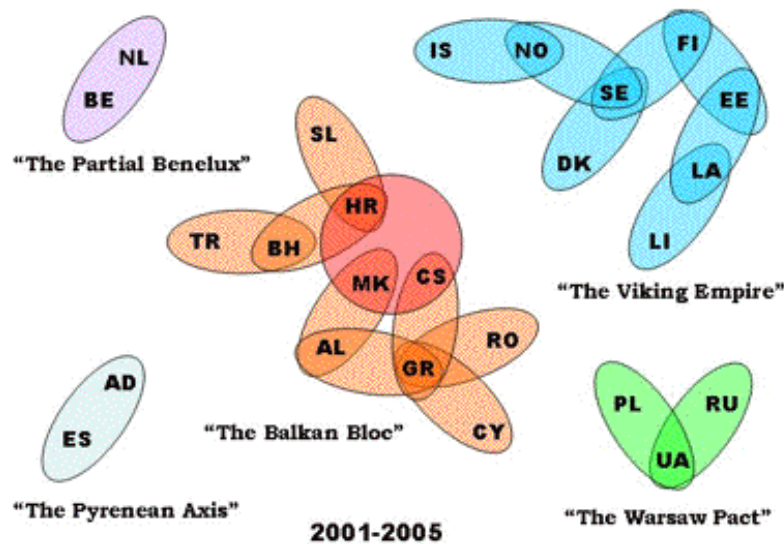 NL
BE
"The Partial Benelux"
IS
NO
FI
SE
EE
DK
LA
LI
"The Viking Empire"
SL
HR
TR
BH
MK
CS
AL
GR
RO
CY
"The Balkan Bloc"
AD
ES
"The Pyrenean Axis"
PL
RU
UA
"The Warsaw Pact"
2001-2005